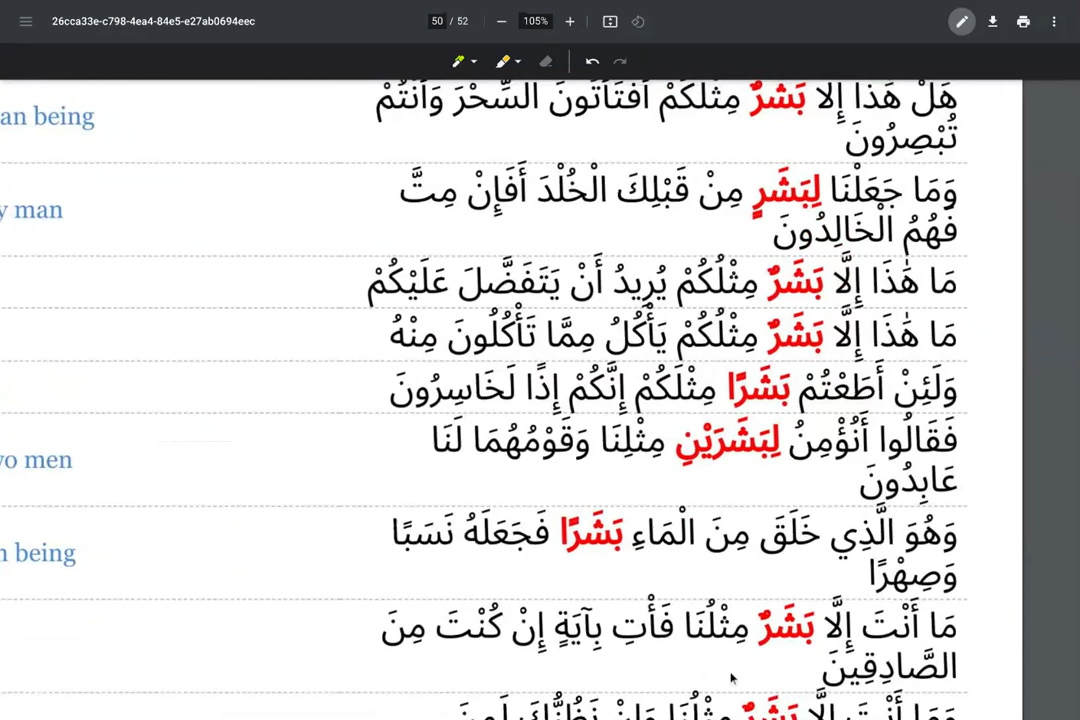 26cca33e-c798-4ea4-84e5-e27ab0694eec
50 / 52
105%
هَلْ هَٰذَا إِلَّا بَشَرٌ مِثْلُكُمْ أَفَتَأْتُونَ السِّحْرَ وَأَنْتُمْ
تُبْصِرُونَ
an being
وَمَا جَعَلْنَا لِبَشَرٍ مِنْ قَبْلِكَ الْخُلْدَ أَفَإِنْ مِتَّ
فَهُمُ الْخَالِدُونَ
y man
مَا هَٰذَا إِلَّا بَشَرٌ مِثْلُكُمْ يُرِيدُ أَنْ يَتَفَضَّلَ عَلَيْكُمْ
مَا هَٰذَا إِلَّا بَشَرٌ مِثْلُكُمْ يَأْكُلُ مِمَّا تَأْكُلُونَ مِنْهُ
وَلَئِنْ أَطَعْتُمْ بَشَرًا مِثْلَكُمْ إِنَّكُمْ إِذًا لَخَاسِرُونَ
فَقَالُوا أَنُؤْمِنُ لِبَشَرَيْنِ مِثْلِنَا وَقَوْمُهُمَا لَنَا
عَابِدُونَ
vo men
وَهُوَ الَّذِي خَلَقَ مِنَ الْمَاءِ بَشَرًا فَجَعَلَهُ نَسَبًا
وَصِهْرًا
n being
مَا أَنْتَ إِلَّا بَشَرٌ مِثْلُنَا فَأْتِ بِآيَةٍ إِنْ كُنْتَ مِنَ
الصَّادِقِينَ
وَمَا أَنْتَ إِلَّا بَشَرٌ مِثْلُنَا وَإِنْ نَظُنُّكَ لَمِنَ